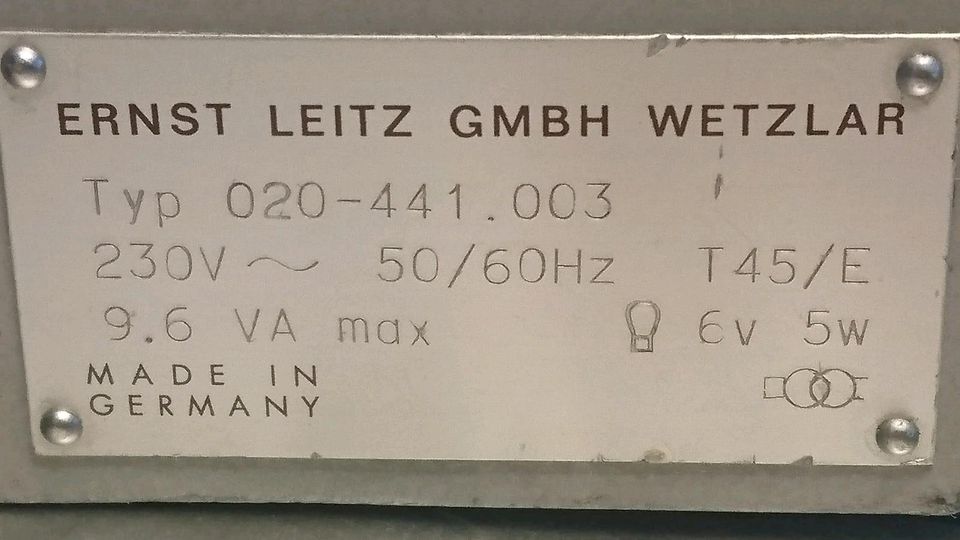 ERNST LEITZ GMBH WETZLAR
Typ 020-441.003
230V ~ 50/60Hz T45/E
9.6 VA max 6v 5w
MADE IN
GERMANY